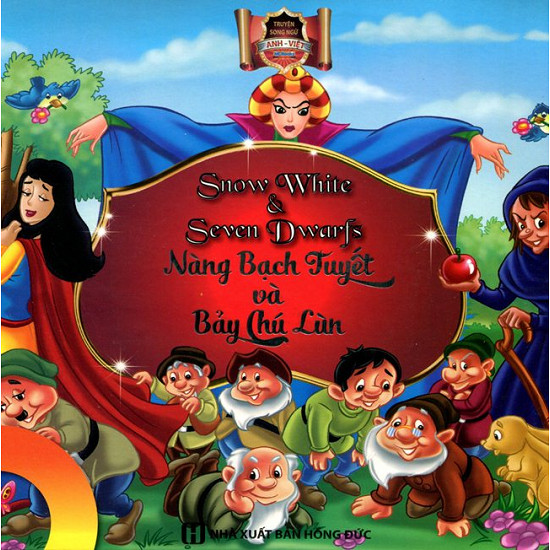 TRUYỆN
SONG NGỮ
ANH - VIỆT
Snow White
&
Seven Dwarfs
Nàng Bạch Tuyết
và
Bảy Chú Lùn
NHÀ XUẤT BẢN HỒNG ĐỨC